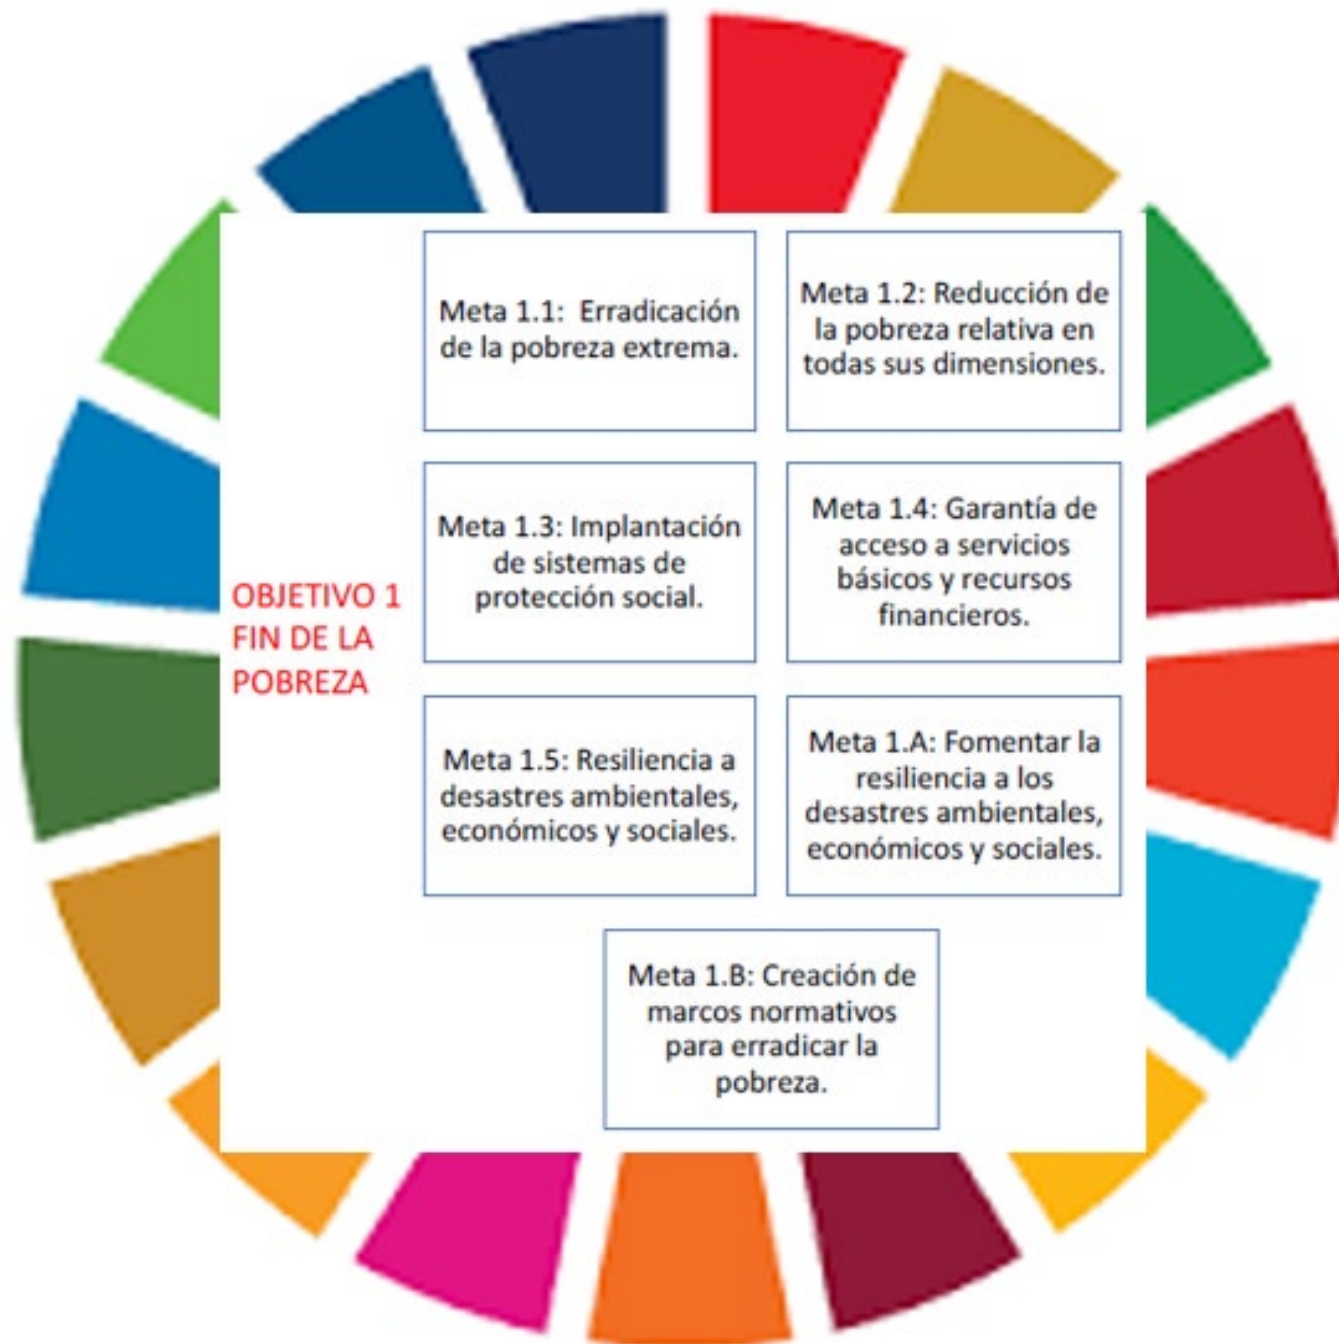 OBJETIVO 1
FIN DE LA
POBREZA
Meta 1.1: Erradicación
de la pobreza extrema.
Meta 1.2: Reducción de
la pobreza relativa en
todas sus dimensiones.
Meta 1.3: Implantación
de sistemas de
protección social.
Meta 1.4: Garantía de
acceso a servicios
básicos y recursos
financieros.
Meta 1.5: Resiliencia a
desastres ambientales,
económicos y sociales.
Meta 1.A: Fomentar la
resiliencia a los
desastres ambientales,
económicos y sociales.
Meta 1.B: Creación de
marcos normativos
para erradicar la
pobreza.